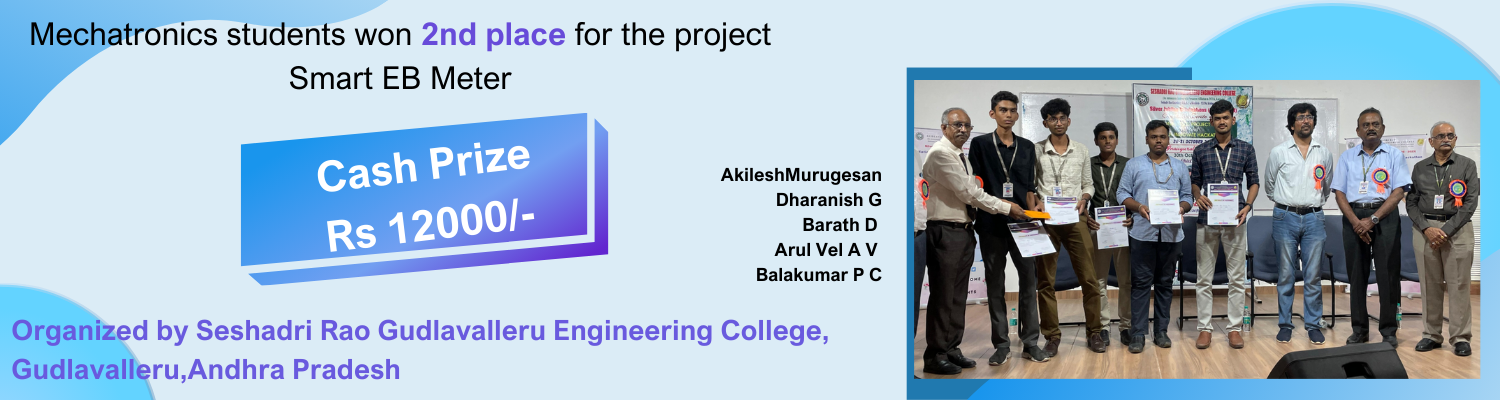 Mechatronics students won 2nd place for the project
Smart EB Meter
Cash Prize
Rs 12000/-
AkileshMurugesan
Dharanish G
Barath D
Arul Vel A V
Balakumar P C
Organized by Seshadri Rao Gudlavalleru Engineering College,
Gudlavalleru,Andhra Pradesh